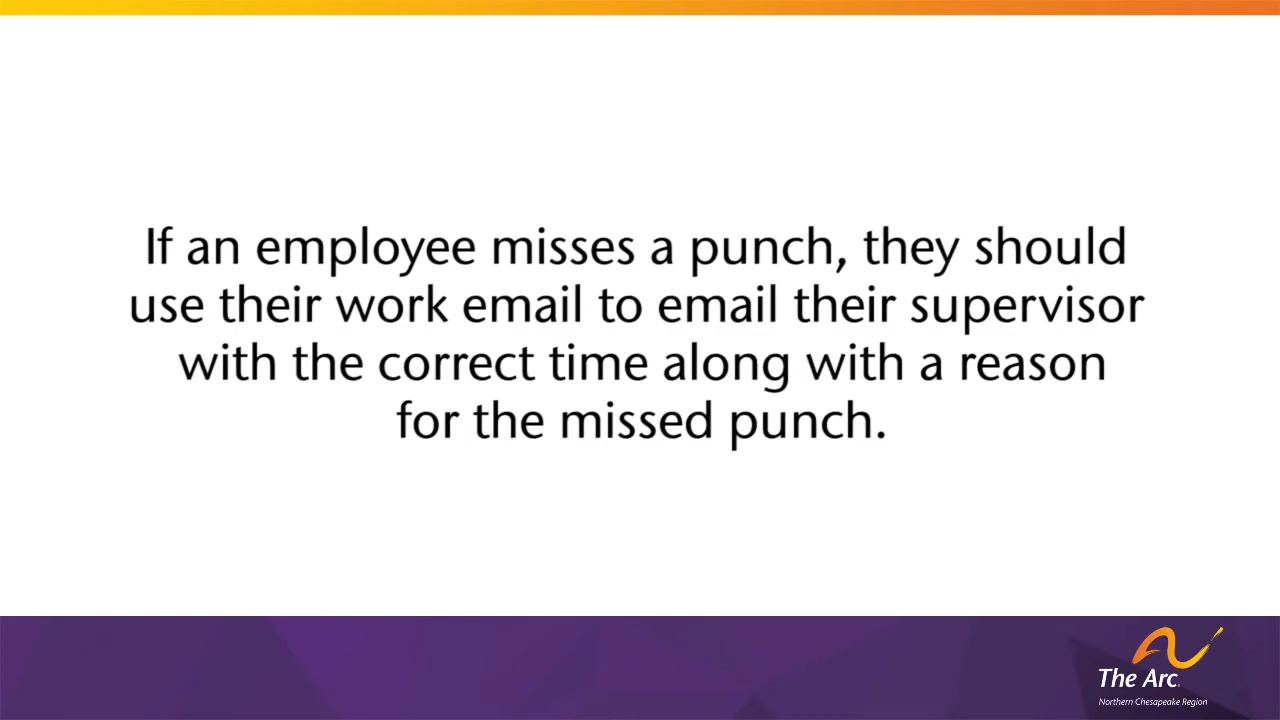 If an employee misses a punch, they should
use their work email to email their supervisor
with the correct time along with a reason
for the missed punch.
The Arc.
Northern Chesapeake Region